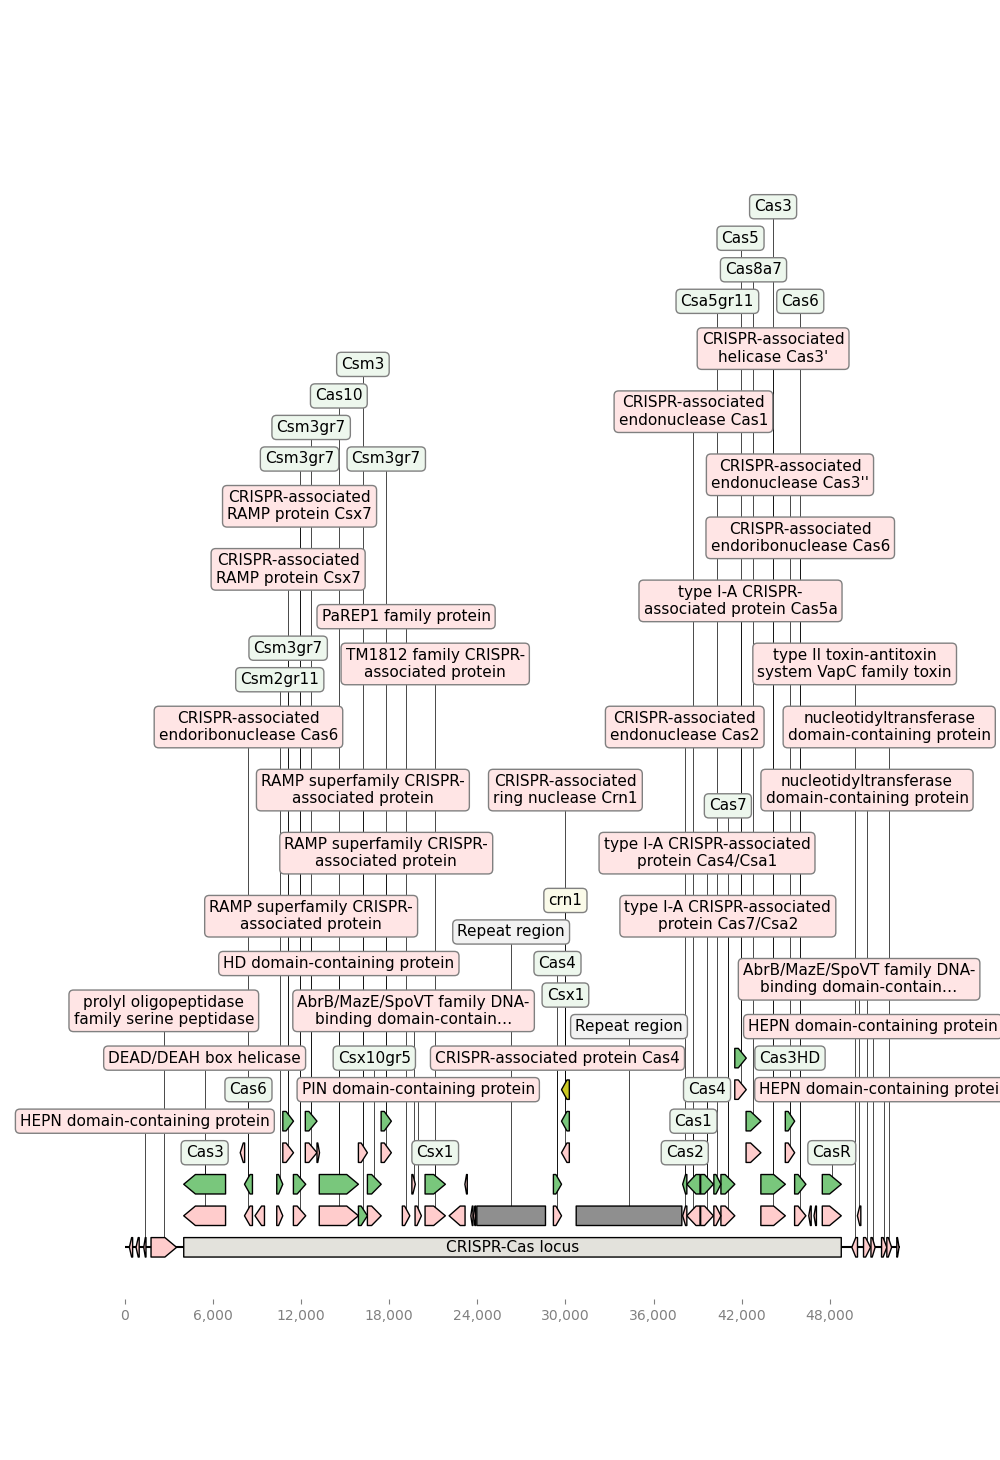 Cas3
Cas5
Cas8a7
Csa5gr11
Cas6
CRISPR-associated
helicase Cas3'
Csm3
Cas10
CRISPR-associated
endonuclease Cas1
Csm3gr7
Csm3gr7
Csm3gr7
CRISPR-associated
endonuclease Cas3''
CRISPR-associated
RAMP protein Csx7
CRISPR-associated
endoribonuclease Cas6
CRISPR-associated
RAMP protein Csx7
type I-A CRISPR-
associated protein Cas5a
PaREP1 family protein
Csm3gr7
TM1812 family CRISPR-
associated protein
type II toxin-antitoxin
system VapC family toxin
Csm2gr11
CRISPR-associated
endoribonuclease Cas6
CRISPR-associated
endonuclease Cas2
nucleotidyltransferase
domain-containing protein
RAMP superfamily CRISPR-
associated protein
CRISPR-associated
ring nuclease Crn1
nucleotidyltransferase
domain-containing protein
Cas7
RAMP superfamily CRISPR-
associated protein
type I-A CRISPR-associated
protein Cas4/Csa1
crn1
RAMP superfamily CRISPR-
associated protein
type I-A CRISPR-associated
protein Cas7/Csa2
Repeat region
HD domain-containing protein
Cas4
AbrB/MazE/SpoVT family DNA-
binding domain-contain...
Csx1
prolyl oligopeptidase
family serine peptidase
AbrB/MazE/SpoVT family DNA-
binding domain-contain...
Repeat region
HEPN domain-containing protein
DEAD/DEAH box helicase
Csx10gr5
CRISPR-associated protein Cas4
Cas3HD
Cas6
PIN domain-containing protein
Cas4
HEPN domain-containing protei
HEPN domain-containing protein
Cas1
Cas3
Csx1
Cas2
CasR
CRISPR-Cas locus
0
6,000
12,000
18,000
24,000
30,000
36,000
42,000
48,000